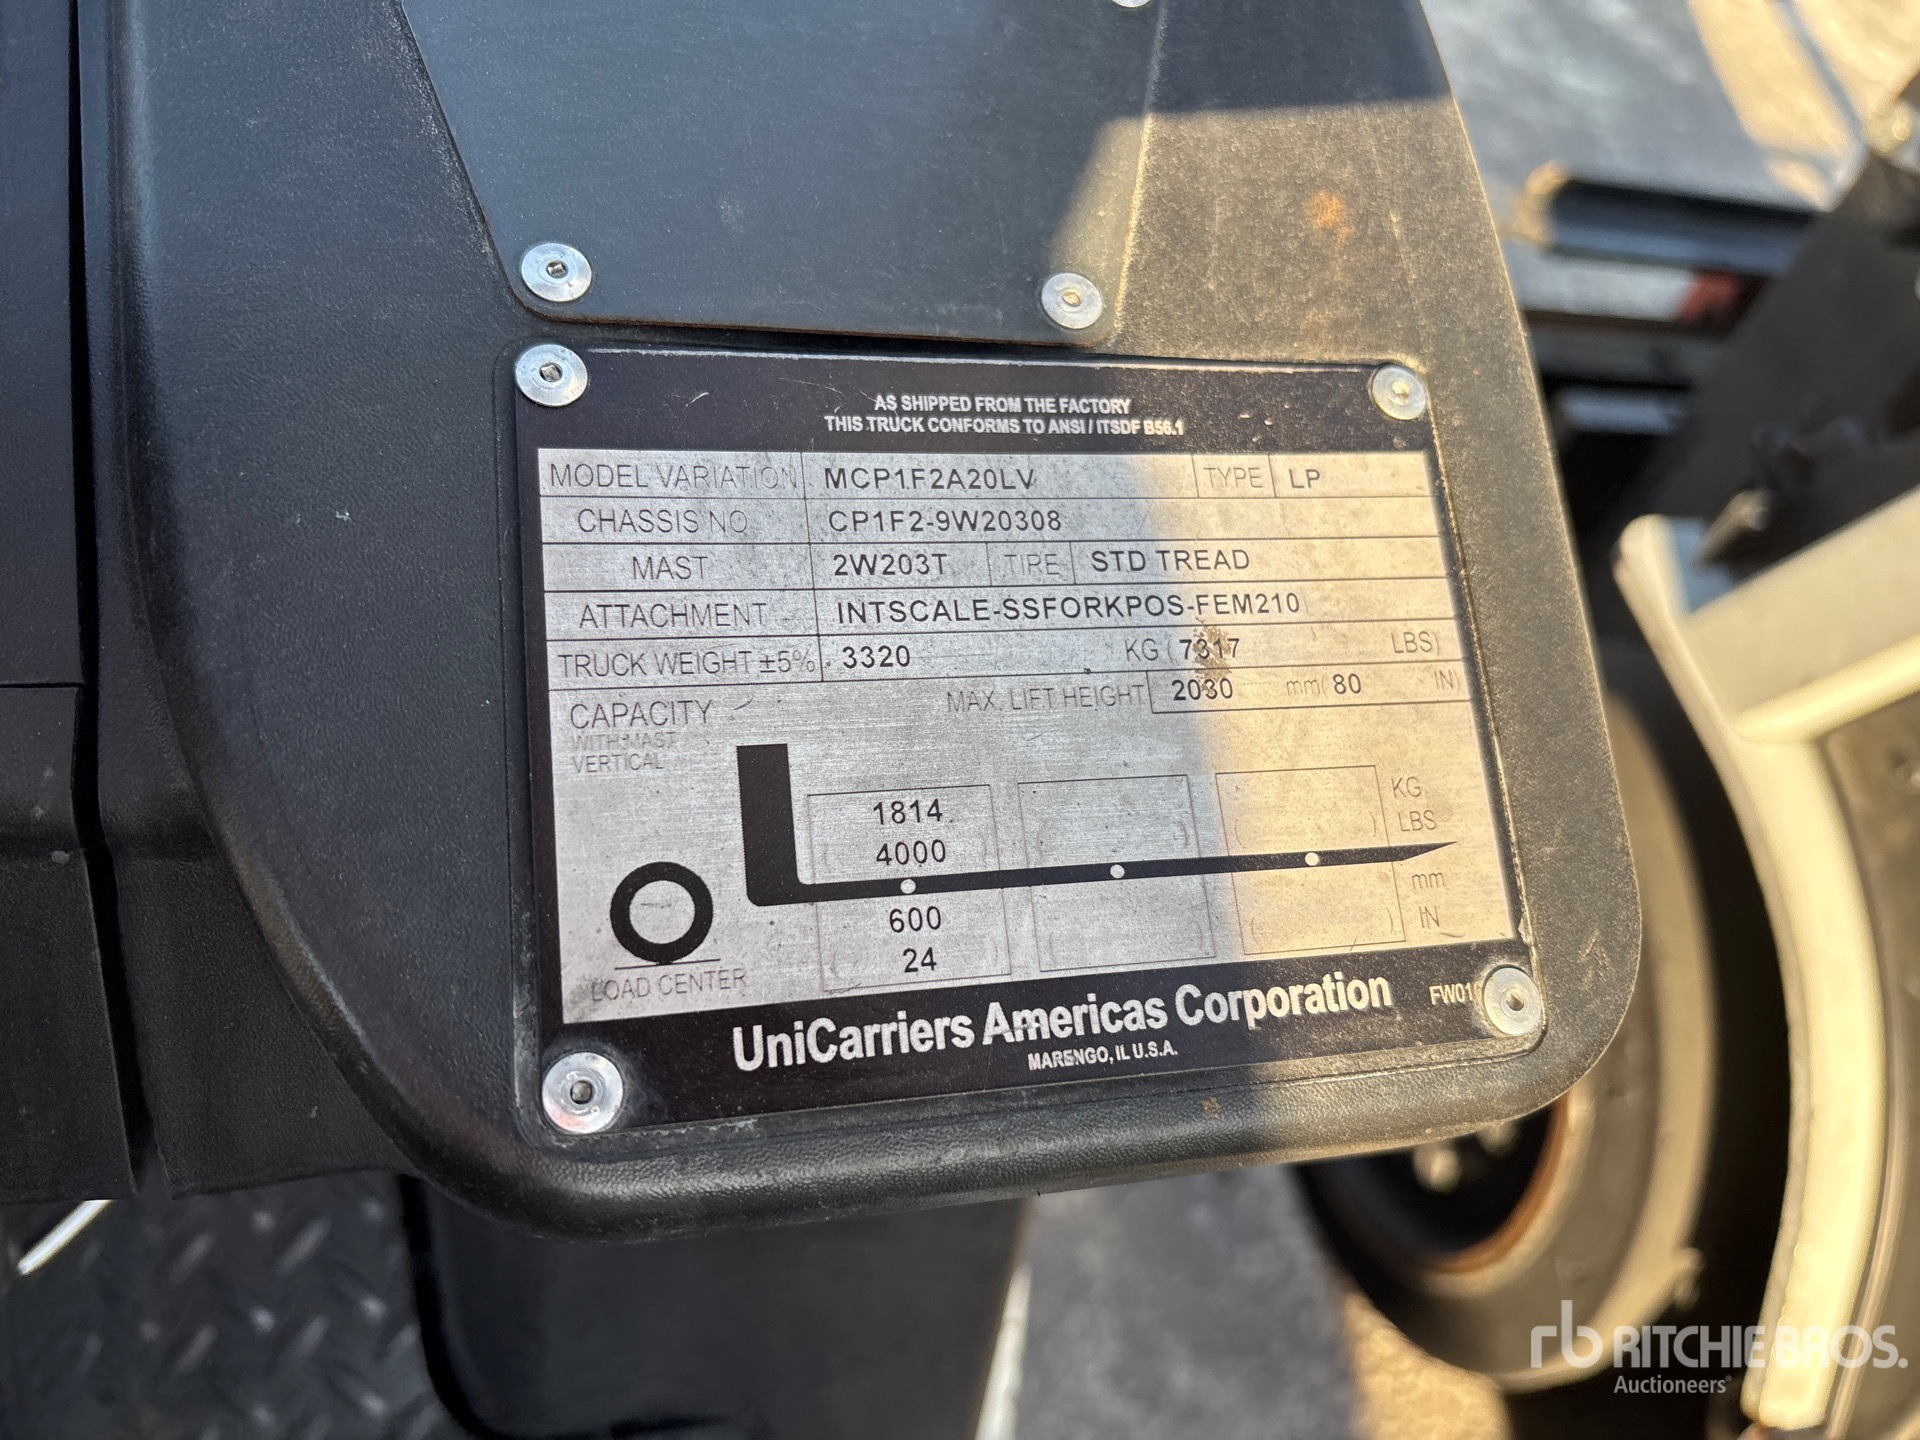 AS SHIPPED FROM THE FACTORY
THIS TRUCK CONFORMS TO ANSI / ITSDF B56.1
MODEL VARIATION MCP1F2A20LV TYPE LP
CHASSIS NO. CP1F2-9W20308
MAST 2W203T TIRE STD TREAD
ATTACHMENT INTSCALE-SSFORKPOS-FEM210
TRUCK WEIGHT ±5% 3320 KG ( 7317 LBS)
CAPACITY MAX. LIFT HEIGHT 2030 mm( 80 IN)
WITH MAST
VERTICAL
1814 KG
( 4000 ) ( ) ( ) LBS
600 mm
( 24 ) ( ) ( ) IN
LOAD CENTER
UniCarriers Americas Corporation
MARENGO, IL U.S.A.
rb RITCHIE BROS.
Auctioneers